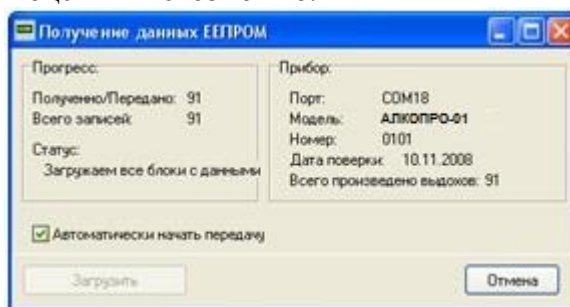 Получение данных ЕЕПРОМ
Прогресс:
Полученно/Передано: 91
Всего записей: 91
Статус:
Загружаем все блоки с данными
Прибор:
Порт: COM18
Модель: АЛКОПРО-01
Номер: 0101
Дата поверки: 10.11.2008
Всего произведено выдохов: 91
Автоматически начать передачу
Загрузить
Отмена